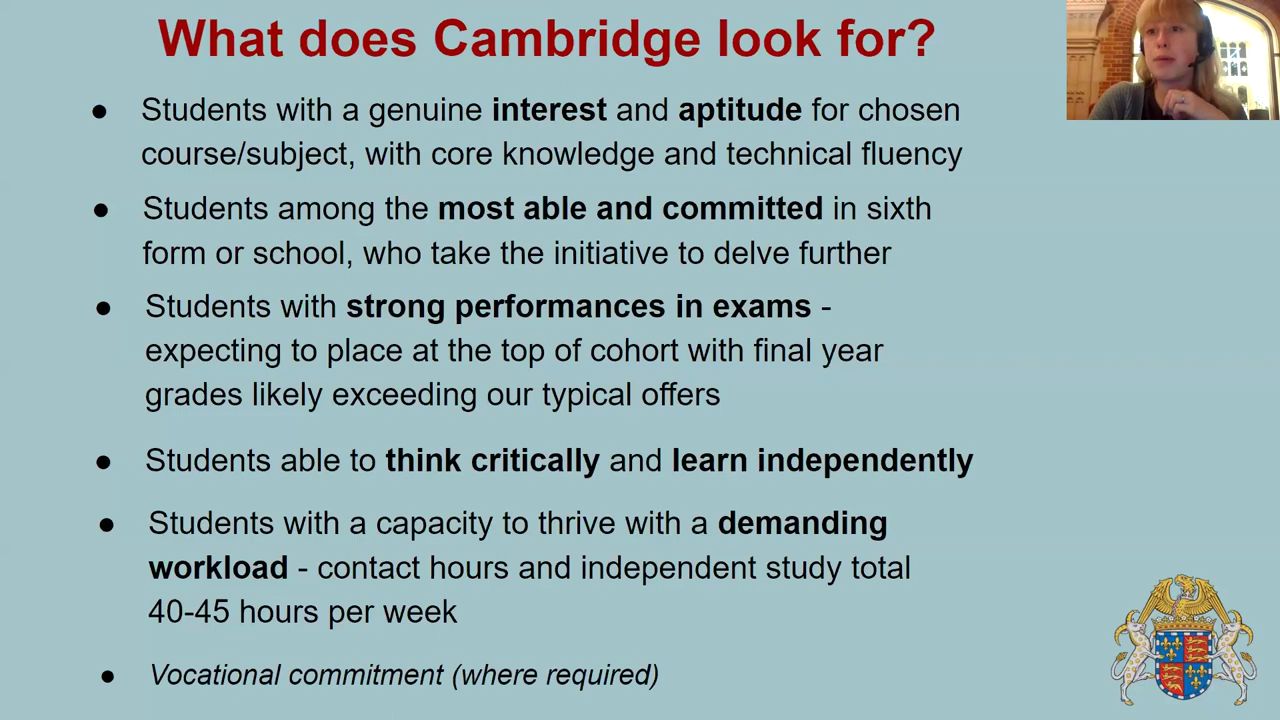 What does Cambridge look for?
● Students with a genuine interest and aptitude for chosen
course/subject, with core knowledge and technical fluency
● Students among the most able and committed in sixth
form or school, who take the initiative to delve further
● Students with strong performances in exams -
expecting to place at the top of cohort with final year
grades likely exceeding our typical offers
● Students able to think critically and learn independently
● Students with a capacity to thrive with a demanding
workload - contact hours and independent study total
40-45 hours per week
● Vocational commitment (where required)